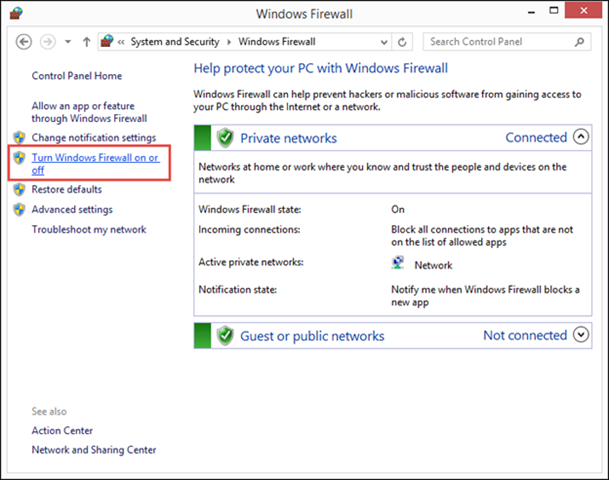 Windows Firewall
« System and Security Windows Firewall
Search Control Panel
Control Panel Home
Allow an app or feature
through Windows Firewall
Change notification settings
Turn Windows Firewall on or
off
Restore defaults
Advanced settings
Troubleshoot my network
See also
Action Center
Network and Sharing Center
Help protect your PC with Windows Firewall
Windows Firewall can help prevent hackers or malicious software from gaining access to
your PC through the Internet or a network.
Private networks Connected
Networks at home or work where you know and trust the people and devices on the
network
Windows Firewall state: On
Incoming connections: Block all connections to apps that are not
on the list of allowed apps
Active private networks: Network
Notification state: Notify me when Windows Firewall blocks a
new app
Guest or public networks Not connected